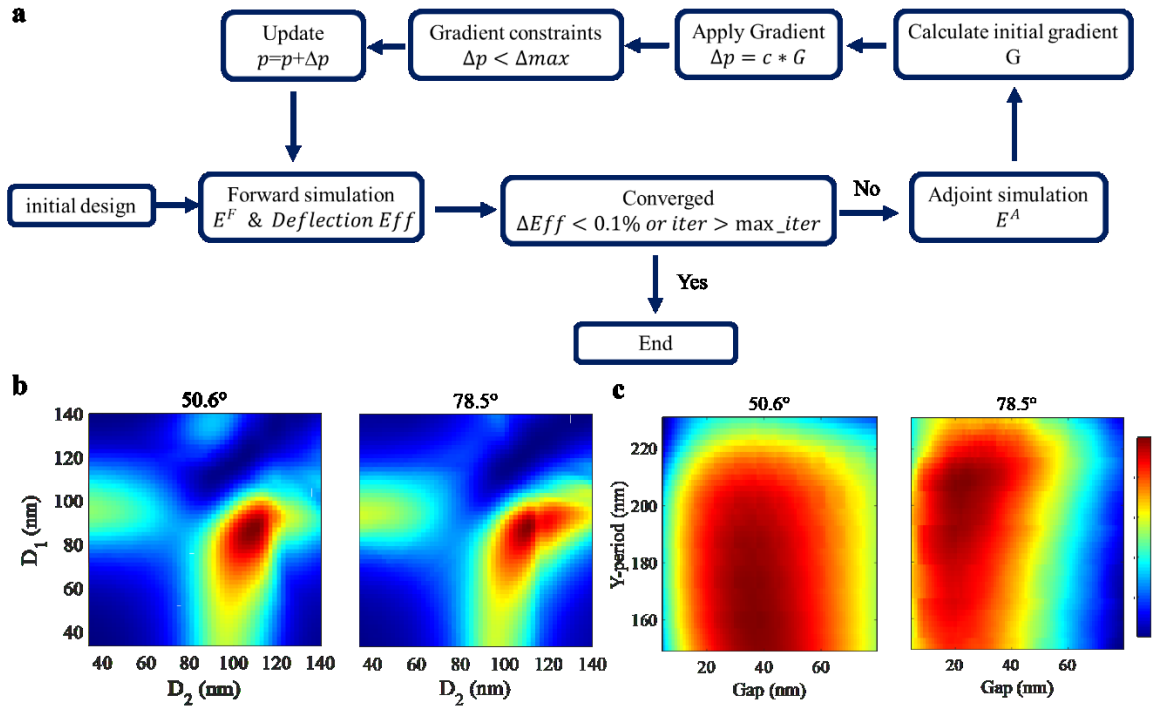 a
Update
p=p+Δp
Gradient constraints
Δp < Δmax
Apply Gradient
Δp = c * G
Calculate initial gradient
G
initial design
Forward simulation
E^F & Deflection Eff
Converged
ΔEff < 0.1% or iter > max_iter
No
Adjoint simulation
E^A
Yes
End
b
50.6°
78.5°
D₁ (nm)
140
120
100
80
60
40
40 60 80 100 120 140
D₂ (nm)
40 60 80 100 120 140
D₂ (nm)
c
50.6°
78.5°
Y-period (nm)
220
200
180
160
20 40 60
Gap (nm)
20 40 60
Gap (nm)